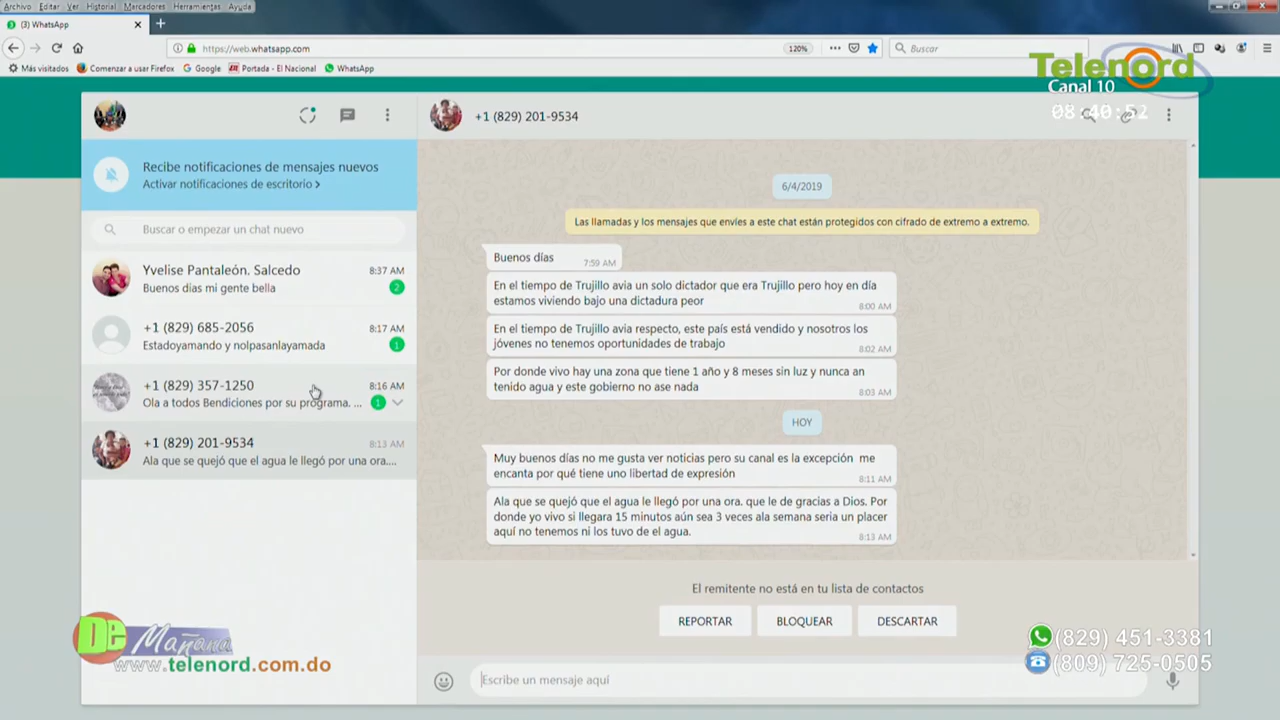 Archivo Editar Ver Historial Marcadores Herramientas Ayuda
(3) WhatsApp
https://web.whatsapp.com
120%
Buscar
Más visitados Comenzar a usar Firefox Google Portada - El Nacional WhatsApp
Telenord
Canal 10
08:40:52
+1 (829) 201-9534
Recibe notificaciones de mensajes nuevos
Activar notificaciones de escritorio >
Buscar o empezar un chat nuevo
Yvelise Pantaleón. Salcedo 8:37 AM
Buenos dias mi gente bella 2
+1 (829) 685-2056 8:17 AM
Estadoyamando y nolpasanlayamada 1
+1 (829) 357-1250 8:16 AM
Ola a todos Bendiciones por su programa. ... 1
+1 (829) 201-9534 8:13 AM
Ala que se quejó que el agua le llegó por una ora....
6/4/2019
Las llamadas y los mensajes que envíes a este chat están protegidos con cifrado de extremo a extremo.
Buenos días 7:59 AM
En el tiempo de Trujillo avia un solo dictador que era Trujillo pero hoy en día
estamos viviendo bajo una dictadura peor 8:00 AM
En el tiempo de Trujillo avia respecto, este país está vendido y nosotros los
jóvenes no tenemos oportunidades de trabajo 8:02 AM
Por donde vivo hay una zona que tiene 1 año y 8 meses sin luz y nunca an
tenido agua y este gobierno no ase nada 8:03 AM
HOY
Muy buenos días no me gusta ver noticias pero su canal es la excepción me
encanta por qué tiene uno libertad de expresión 8:11 AM
Ala que se quejó que el agua le llegó por una ora. que le de gracias a Dios. Por
donde yo vivo si llegara 15 minutos aún sea 3 veces ala semana seria un placer
aquí no tenemos ni los tuvo de el agua. 8:13 AM
El remitente no está en tu lista de contactos
REPORTAR BLOQUEAR DESCARTAR
Escribe un mensaje aquí
De Mañana
www.telenord.com.do
(829) 451-3381
(809) 725-0505